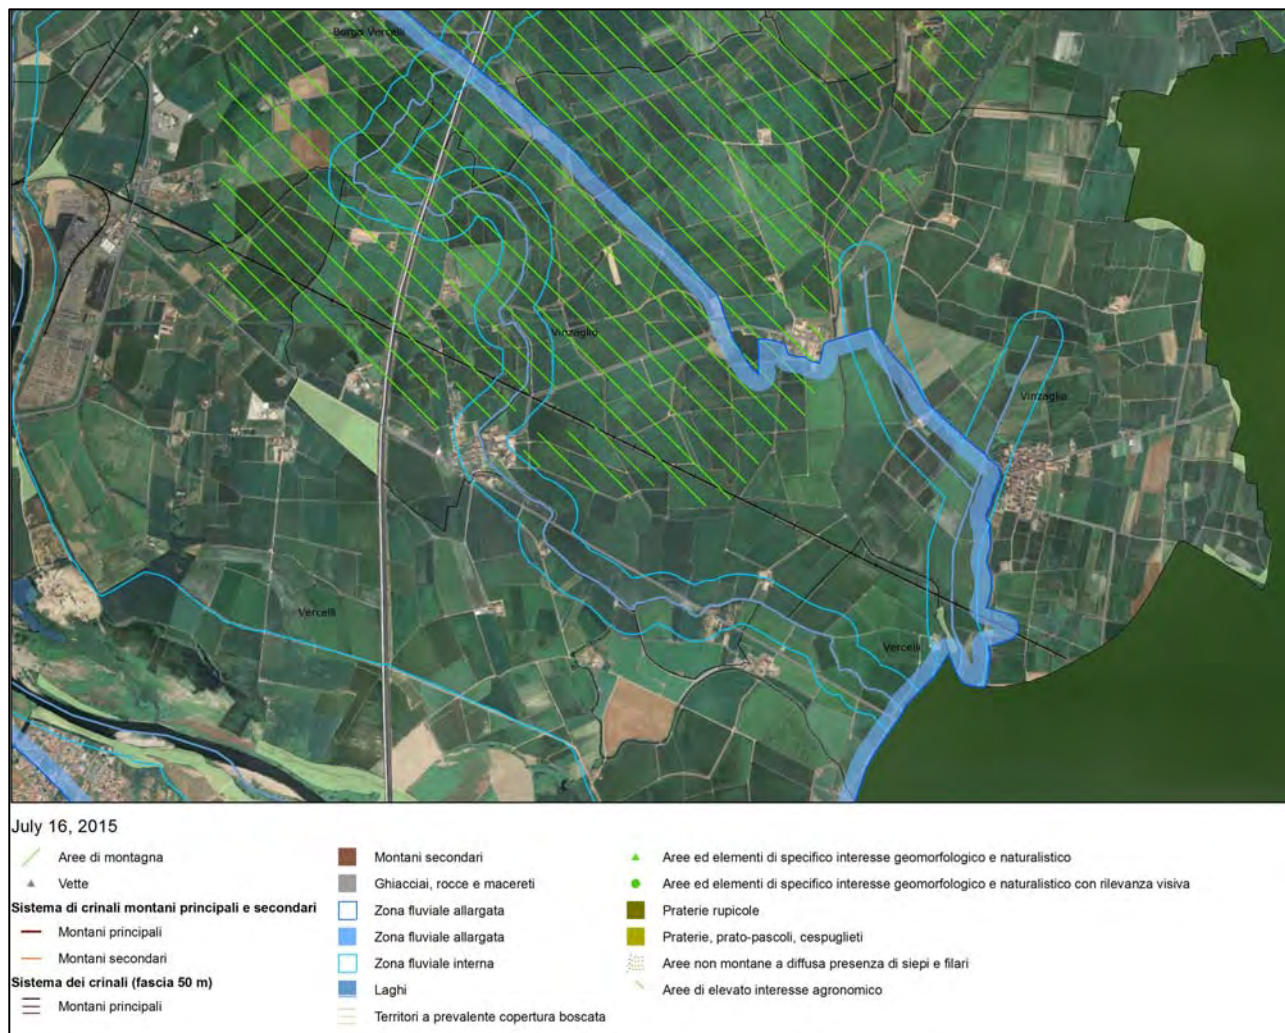 Borgo Vercelli
Vinzaglio
Vinzaglio
Vercelli
Vercelli
July 16, 2015
Aree di montagna
Vette
Sistema di crinali montani principali e secondari
Montani principali
Montani secondari
Sistema dei crinali (fascia 50 m)
Montani principali
Montani secondari
Ghiacciai, rocce e macereti
Zona fluviale allargata
Zona fluviale allargata
Zona fluviale interna
Laghi
Territori a prevalente copertura boscata
Aree ed elementi di specifico interesse geomorfologico e naturalistico
Aree ed elementi di specifico interesse geomorfologico e naturalistico con rilevanza visiva
Praterie rupicole
Praterie, prato-pascoli, cespuglieti
Aree non montane a diffusa presenza di siepi e filari
Aree di elevato interesse agronomico